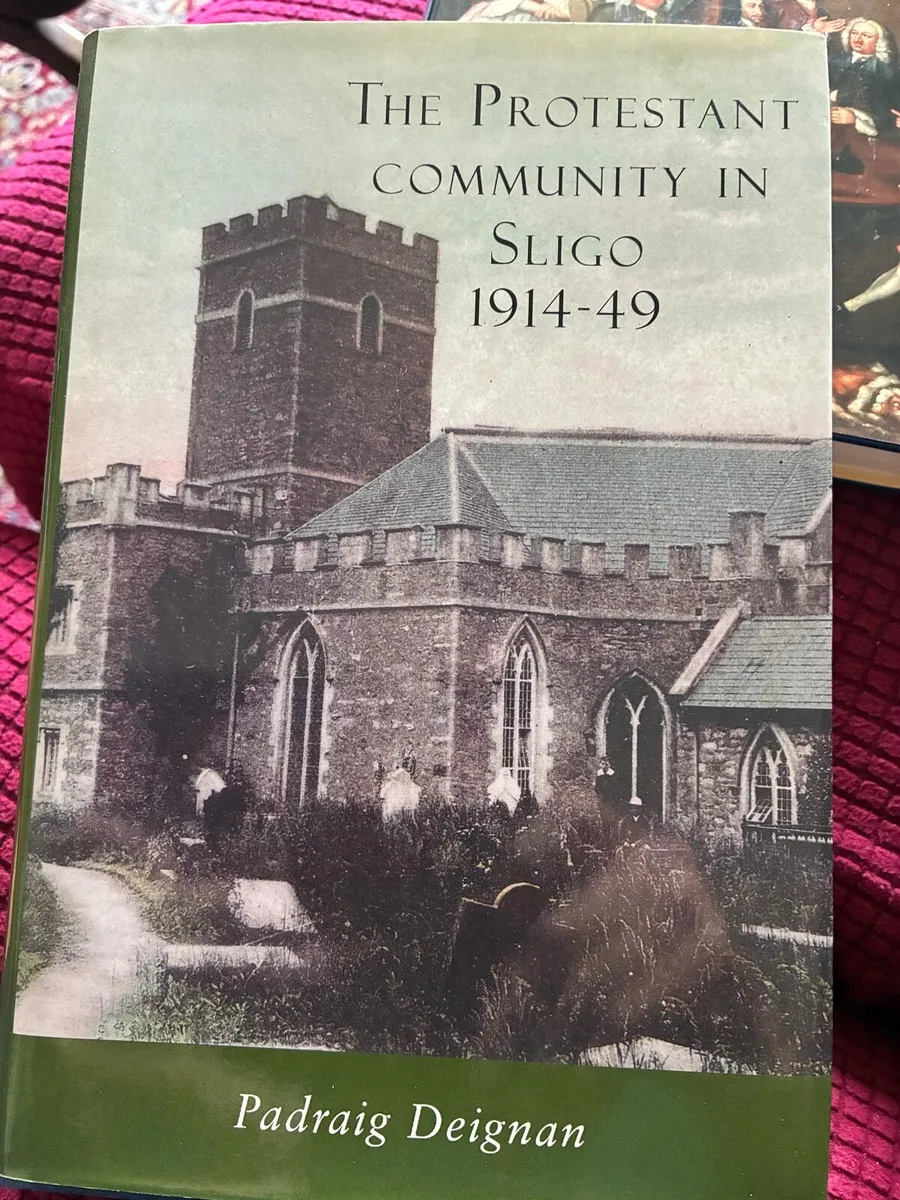 THE PROTESTANT
COMMUNITY IN
SLIGO
1914-49
Padraig Deignan